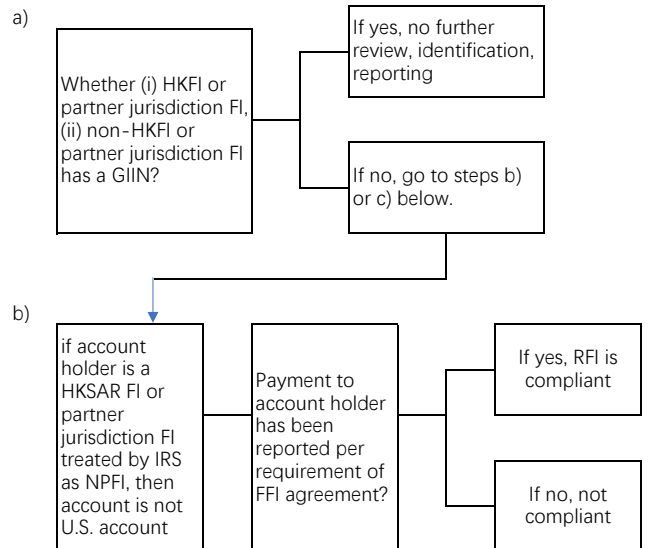 a)
Whether (i) HKFI or
partner jurisdiction FI,
(ii) non-HKFI or
partner jurisdiction FI
has a GIIN?
If yes, no further
review, identification,
reporting
If no, go to steps b)
or c) below.
b)
if account
holder is a
HKSAR FI or
partner
jurisdiction FI
treated by IRS
as NPFI, then
account is not
U.S. account
Payment to
account holder
has been
reported per
requirement of
FFI agreement?
If yes, RFI is
compliant
If no, not
compliant